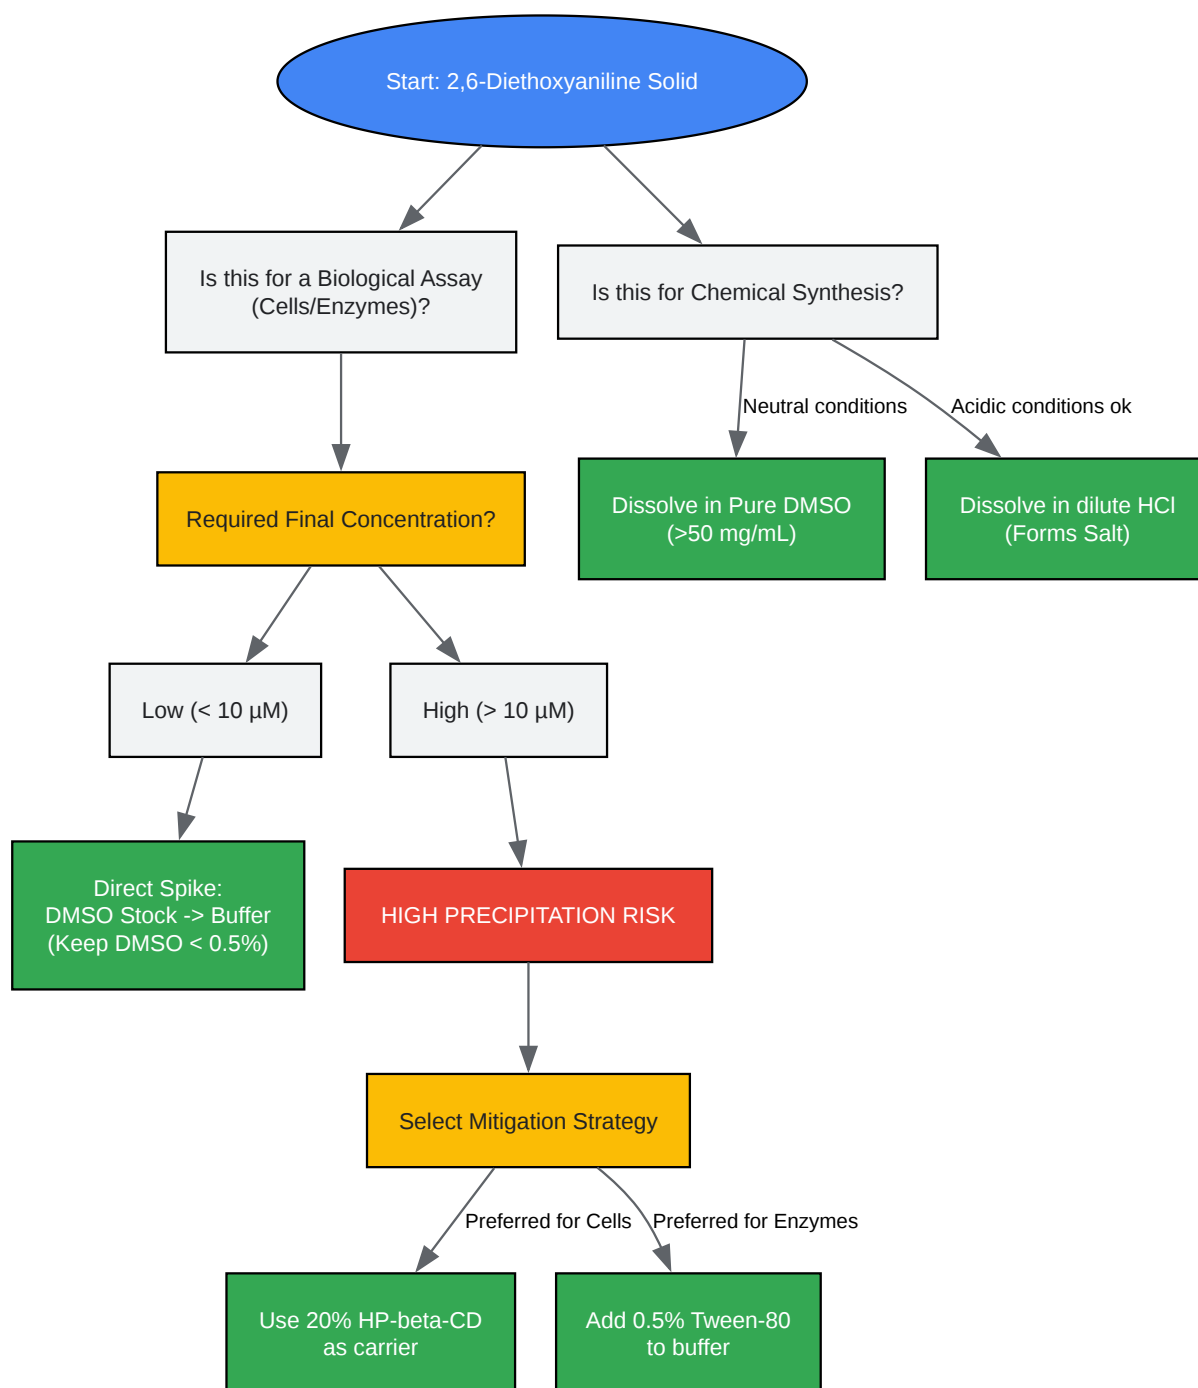 Start: 2,6-Diethoxyaniline Solid
Is this for a Biological Assay
(Cells/Enzymes)?
Is this for Chemical Synthesis?
Neutral conditions
Acidic conditions ok
Required Final Concentration?
Dissolve in Pure DMSO
(>50 mg/mL)
Dissolve in dilute HCl
(Forms Salt)
Low (< 10 µM)
High (> 10 µM)
Direct Spike:
DMSO Stock -> Buffer
(Keep DMSO < 0.5%)
HIGH PRECIPITATION RISK
Select Mitigation Strategy
Preferred for Cells
Preferred for Enzymes
Use 20% HP-beta-CD
as carrier
Add 0.5% Tween-80
to buffer